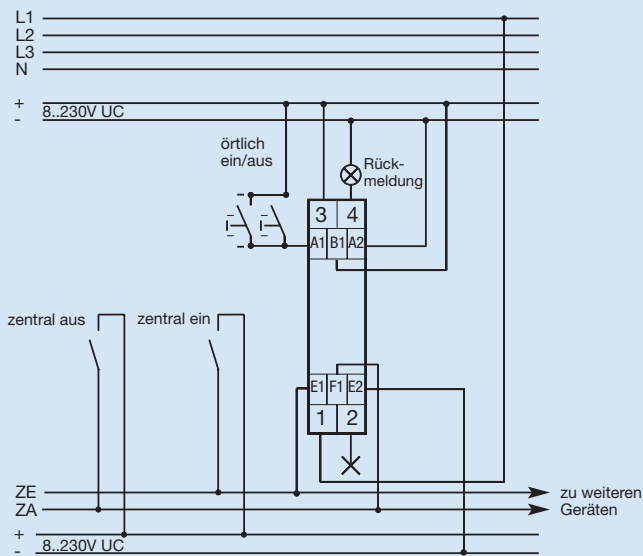 L1
L2
L3
N
+
8..230V UC
-
örtlich
ein/aus
Rück-
meldung
3 4
A1 B1 A2
zentral aus
zentral ein
E1 F1 E2
1 2
ZE
ZA
zu weiteren
Geräten
+
8..230V UC
-